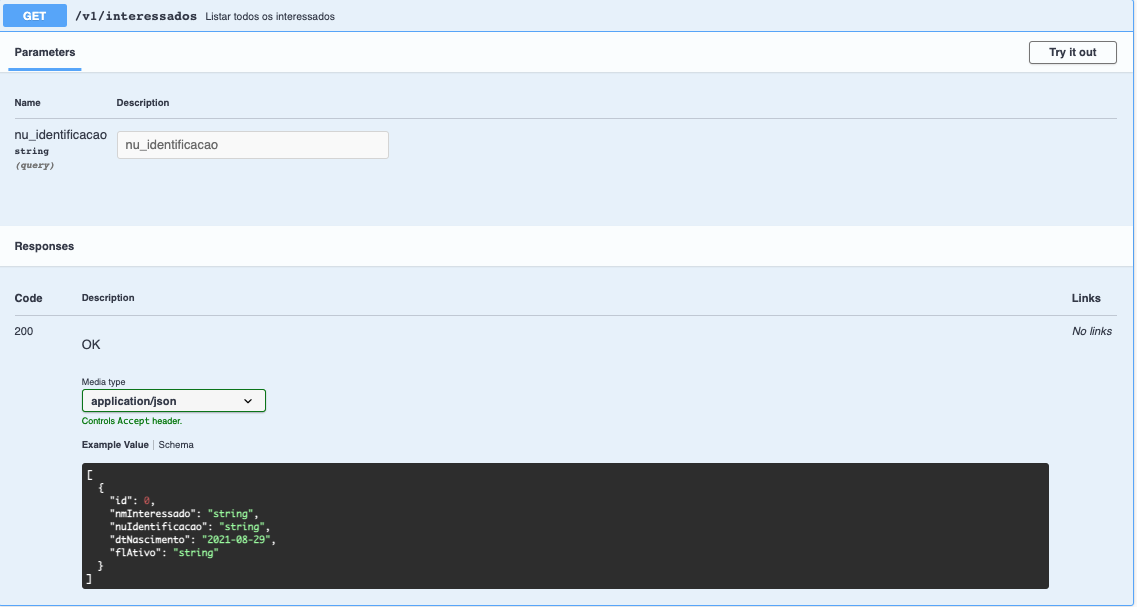 GET /v1/interessados Listar todos os interessados
Parameters
Try it out
Name Description
nu_identificacao
string
(query)
nu_identificacao
Responses
Code Description Links
200 No links
OK
Media type
application/json
Controls Accept header.
Example Value | Schema
[
  {
    "id": 0,
    "nmInteressado": "string",
    "nuIdentificacao": "string",
    "dtNascimento": "2021-08-29",
    "flAtivo": "string"
  }
]